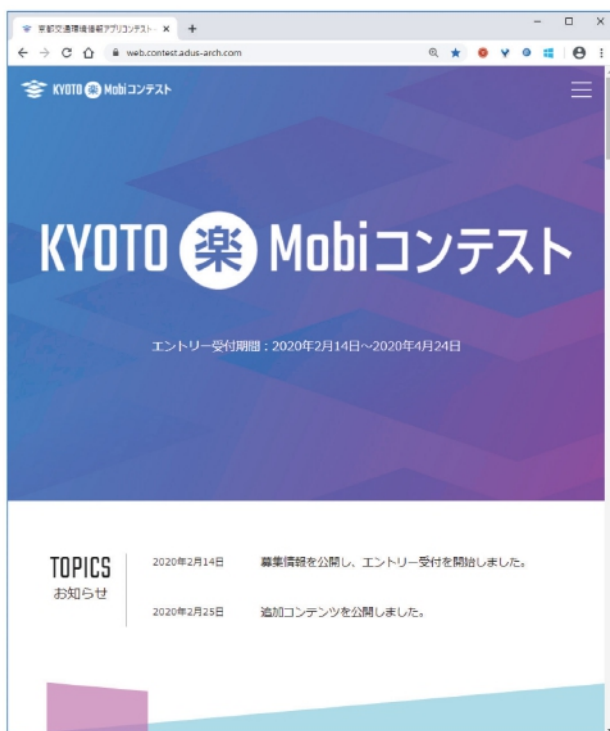 京都交通環境情報アプリコンテスト-
web.contest.adus-arch.com
KYOTO 楽 Mobiコンテスト
KYOTO 楽 Mobiコンテスト
エントリー受付期間:2020年2月14日~2020年4月24日
TOPICS
お知らせ
2020年2月14日 募集情報を公開し、エントリー受付を開始しました。
2020年2月25日 追加コンテンツを公開しました。